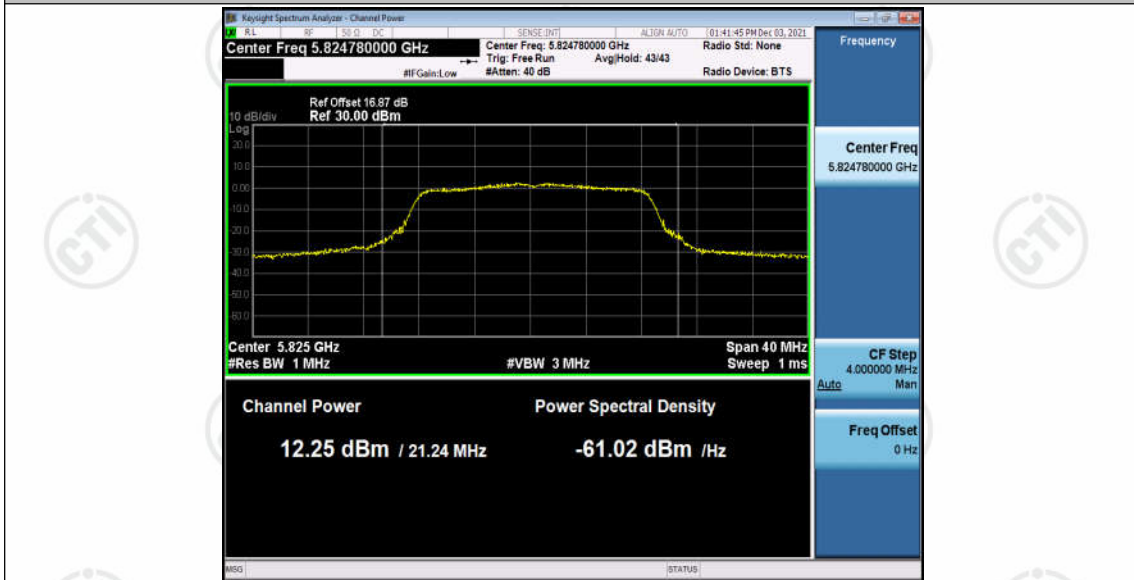 Keysight Spectrum Analyzer - Channel Power
RL RF 50 Ω DC SENSE:INT ALIGN AUTO 01:41:45 PM Dec 03, 2021
Center Freq 5.824780000 GHz
Center Freq: 5.824780000 GHz
Radio Std: None
Trig: Free Run Avg|Hold: 43/43
#IFGain:Low #Atten: 40 dB Radio Device: BTS
Ref Offset 16.87 dB
10 dB/div Ref 30.00 dBm
Log
20.0
10.0
0.00
-10.0
-20.0
-30.0
-40.0
-50.0
-60.0
Center 5.825 GHz Span 40 MHz
#Res BW 1 MHz #VBW 3 MHz Sweep 1 ms
Channel Power Power Spectral Density
12.25 dBm / 21.24 MHz -61.02 dBm /Hz
MSG STATUS
Frequency
Center Freq
5.824780000 GHz
CF Step
4.000000 MHz
Auto Man
Freq Offset
0 Hz
CTI
CTI